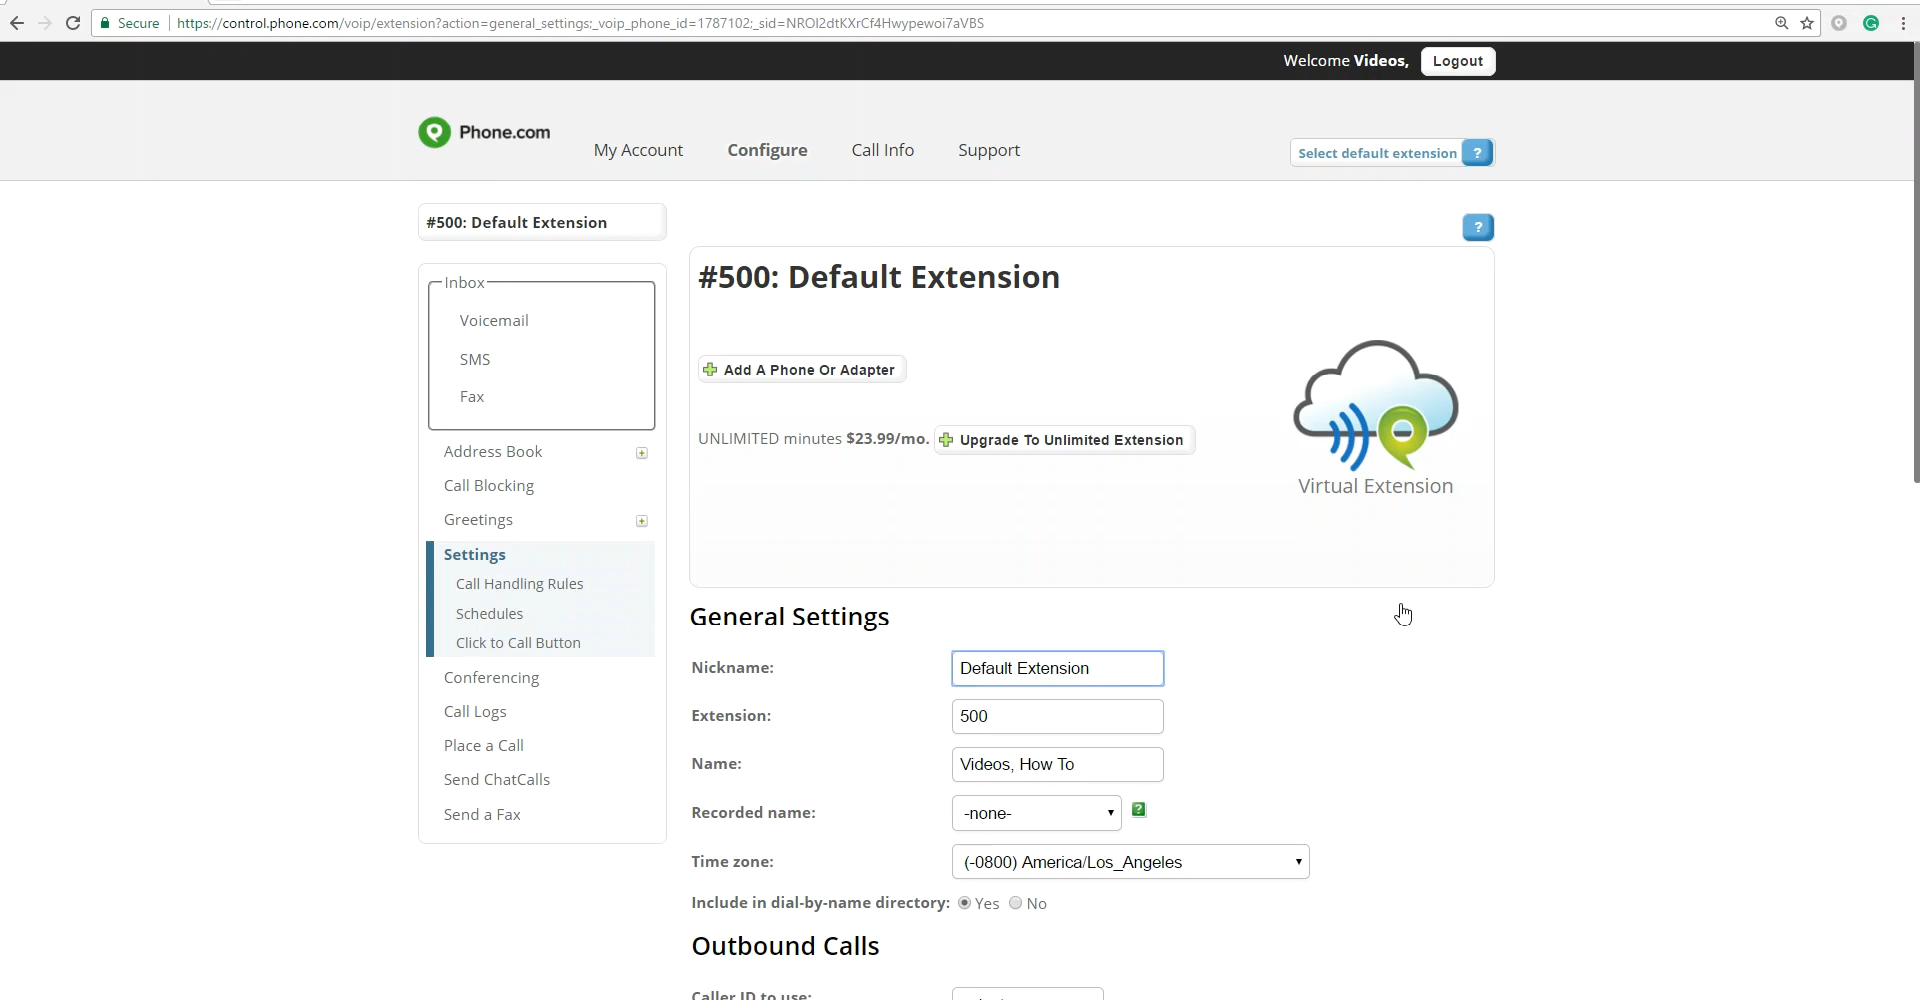 Secure https://control.phone.com/voip/extension?action=general_settings;_voip_phone_id=1787102;_sid=NROI2dtKXrCf4Hwypewoi7aVBS
Welcome Videos, Logout
Phone.com
My Account Configure Call Info Support
Select default extension ?
#500: Default Extension
?
Inbox
Voicemail
SMS
Fax
Address Book
Call Blocking
Greetings
Settings
Call Handling Rules
Schedules
Click to Call Button
Conferencing
Call Logs
Place a Call
Send ChatCalls
Send a Fax
#500: Default Extension
Add A Phone Or Adapter
UNLIMITED minutes $23.99/mo. Upgrade To Unlimited Extension
Virtual Extension
General Settings
Nickname: Default Extension
Extension: 500
Name: Videos, How To
Recorded name: -none- ?
Time zone: (-0800) America/Los_Angeles
Include in dial-by-name directory: Yes No
Outbound Calls
Caller ID to use: